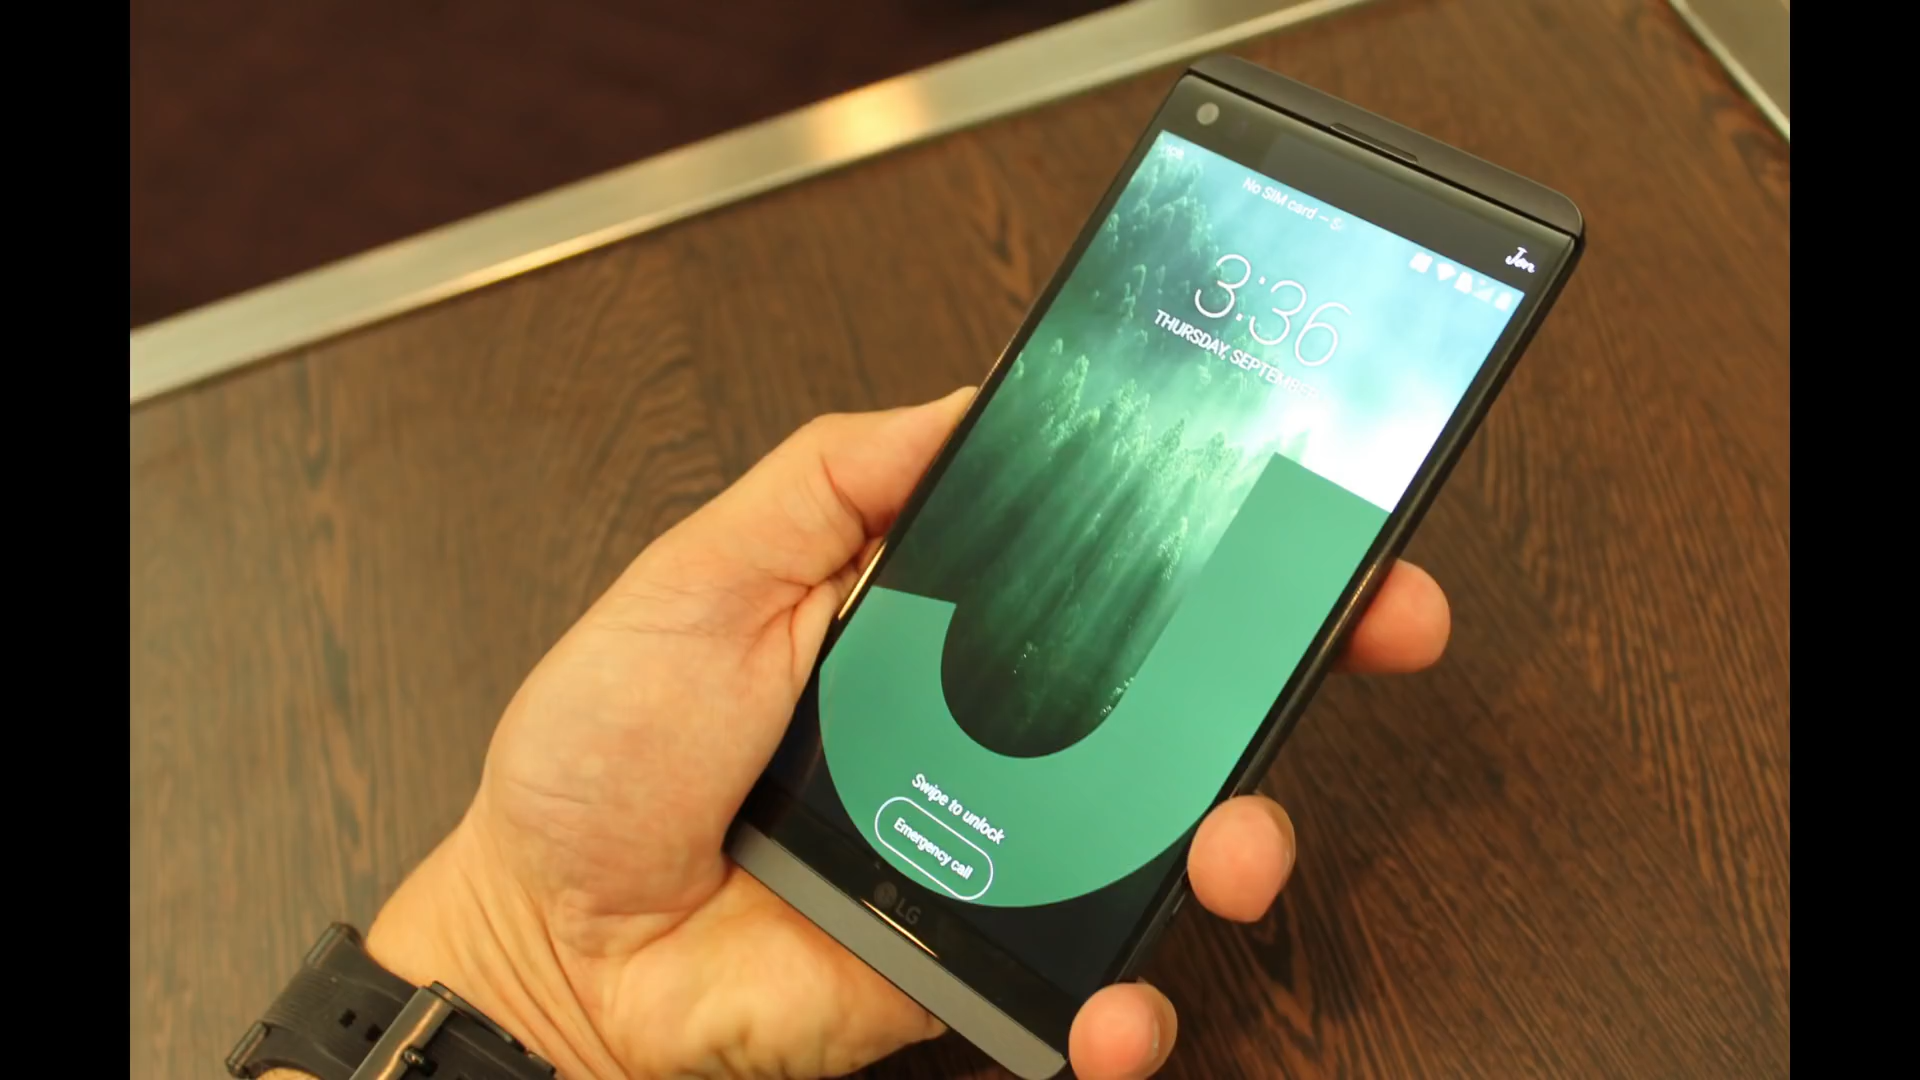 Jon
No SIM card –
3:36
THURSDAY, SEPTEMBER
Swipe to unlock
Emergency call
LG